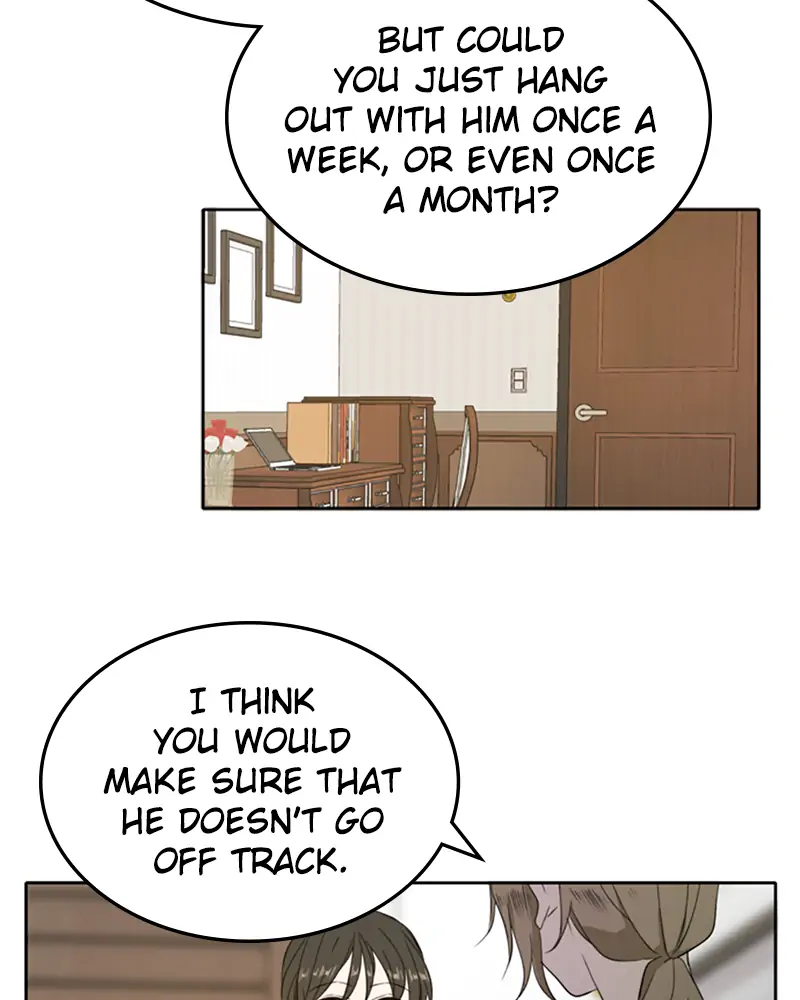 BUT COULD
YOU JUST HANG
OUT WITH HIM ONCE A
WEEK, OR EVEN ONCE
A MONTH?
I THINK
YOU WOULD
MAKE SURE THAT
HE DOESN'T GO
OFF TRACK.